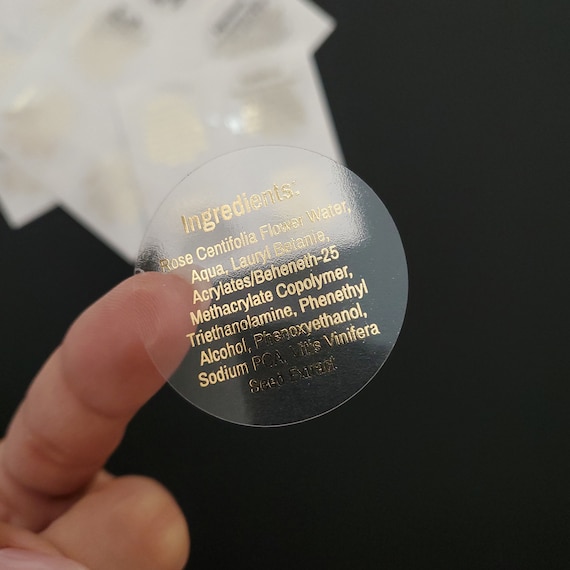 Ingredients:
Rose Centifolia Flower Water,
Aqua, Lauryl Betanie,
Acrylates/Beheneth-25
Methacrylate Copolymer,
Triethanolamine, Phenethyl
Alcohol, Phenoxyethanol,
Sodium PCA, Vitis Vinifera
Seed Extract